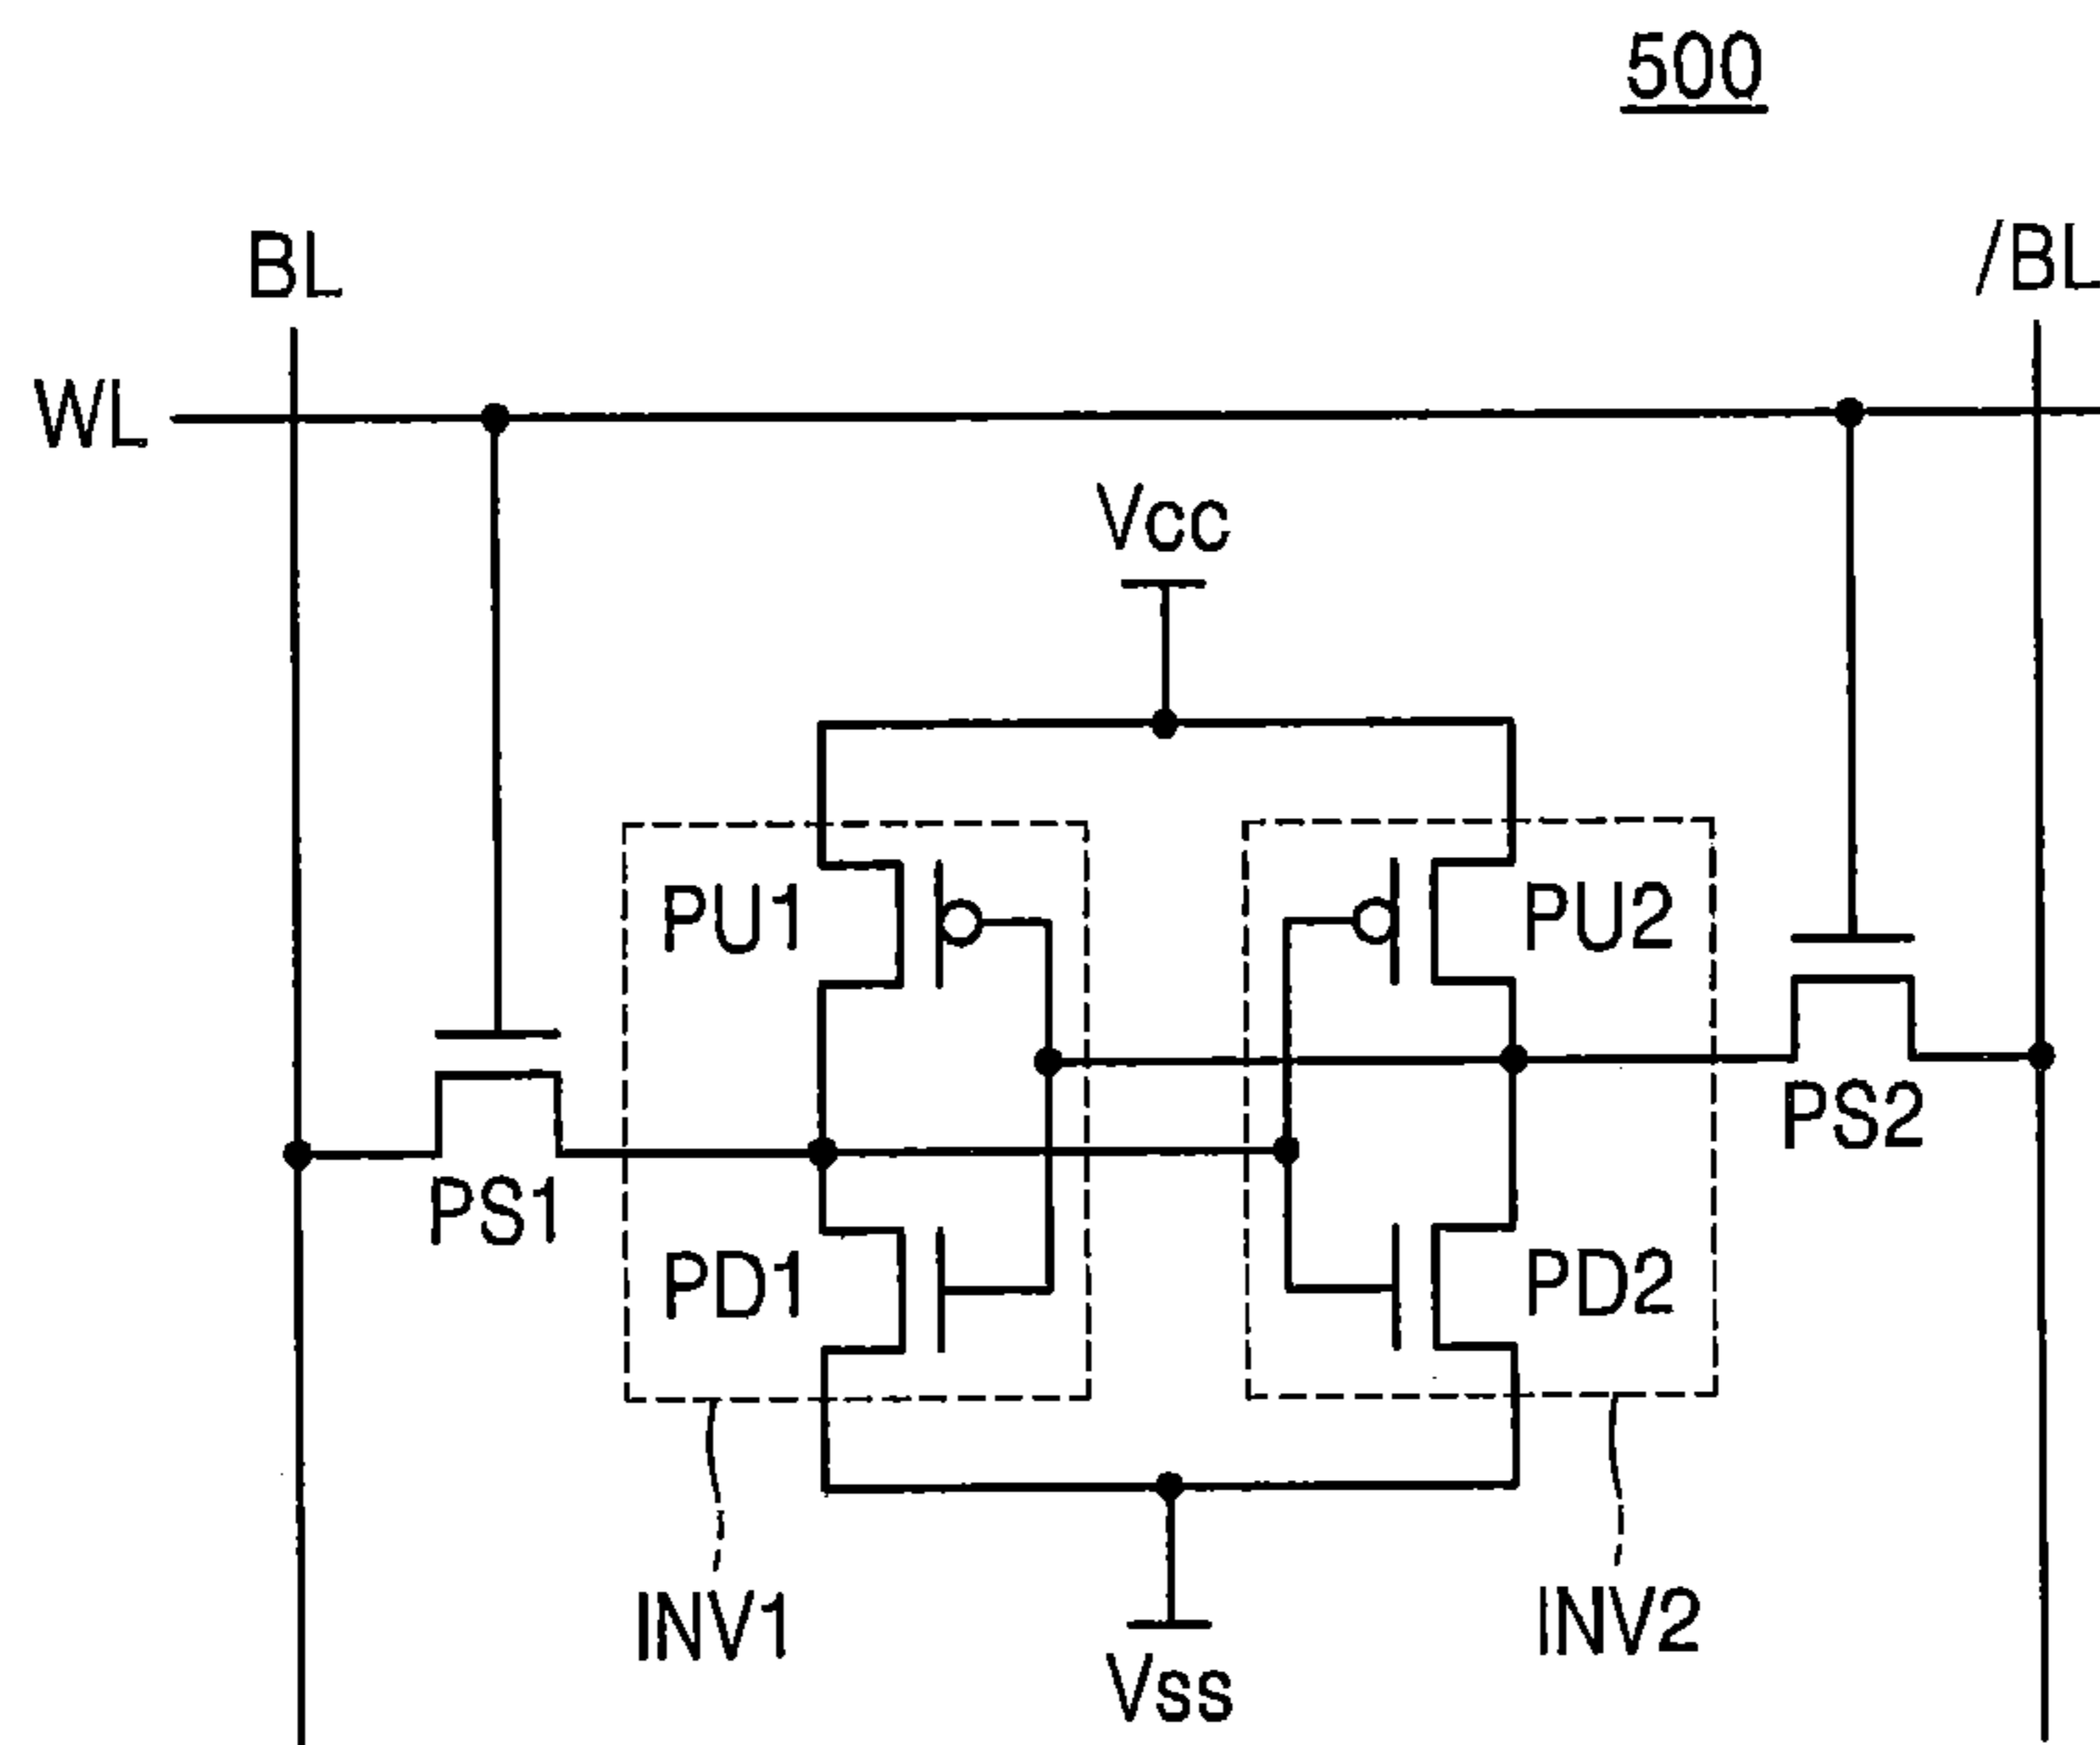 500
BL
/BL
WL
Vcc
PU1
PU2
PS2
PS1
PD1
PD2
INV1
INV2
Vss